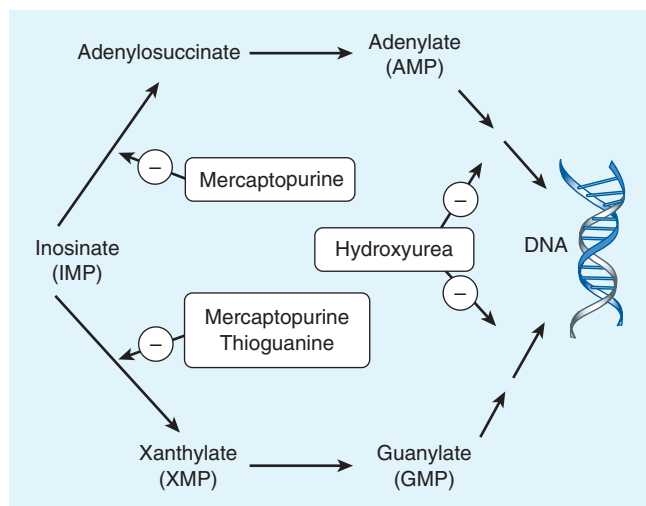 Adenylosuccinate
Adenylate
(AMP)
–
Mercaptopurine
–
Inosinate
(IMP)
Hydroxyurea
DNA
–
Mercaptopurine
Thioguanine
–
Xanthylate
(XMP)
Guanylate
(GMP)